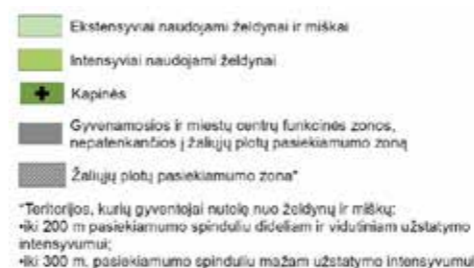 Ekstensyviai naudojami želdynai ir miškai
Intensyviai naudojami želdynai
Kapinės
Gyvenamosios ir miestų centrų funkcinės zonos,
nepatenkančios į žaliųjų plotų pasiekiamumo zoną
Žaliųjų plotų pasiekiamumo zona*
*Teritorijos, kurių gyventojai nutolę nuo želdynų ir miškų:
•iki 200 m pasiekiamumo spinduliu dideliam ir vidutiniam užstatymo
intensyvumui;
•iki 300 m. pasiekiamumo spinduliu mažam užstatymo intensyvumui